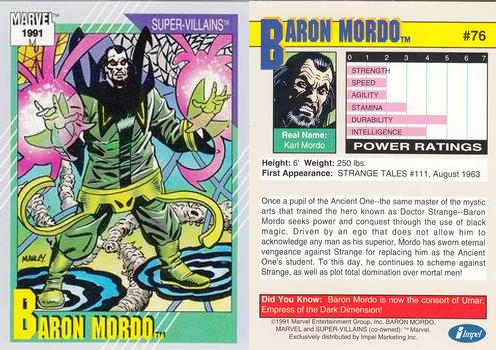 MARVEL™
1991
SUPER-VILLAINS™
MANLEY
BARON MORDO™
BARON MORDO™
#76
0 1 2 3 4 5 6 7
STRENGTH
SPEED
AGILITY
STAMINA
DURABILITY
INTELLIGENCE
POWER RATINGS
Real Name:
Karl Mordo
Height: 6' Weight: 250 lbs.
First Appearance: STRANGE TALES #111, August 1963
Once a pupil of the Ancient One--the same master of the mystic
arts that trained the hero known as Doctor Strange--Baron
Mordo seeks power and conquest through the use of black
magic. Driven by an ego that does not allow him to
acknowledge any man as his superior, Mordo has sworn eternal
vengeance against Strange for replacing him as the Ancient
One's student. To this day, he continues to scheme against
Strange, as well as plot total domination over mortal men!
Did You Know: Baron Mordo is now the consort of Umar,
Empress of the Dark Dimension!
©1991 Marvel Entertainment Group, Inc. BARON MORDO,
MARVEL and SUPER-VILLAINS (co-owned): ™ Marvel.
Exclusively distributed by Impel Marketing Inc.
Impel